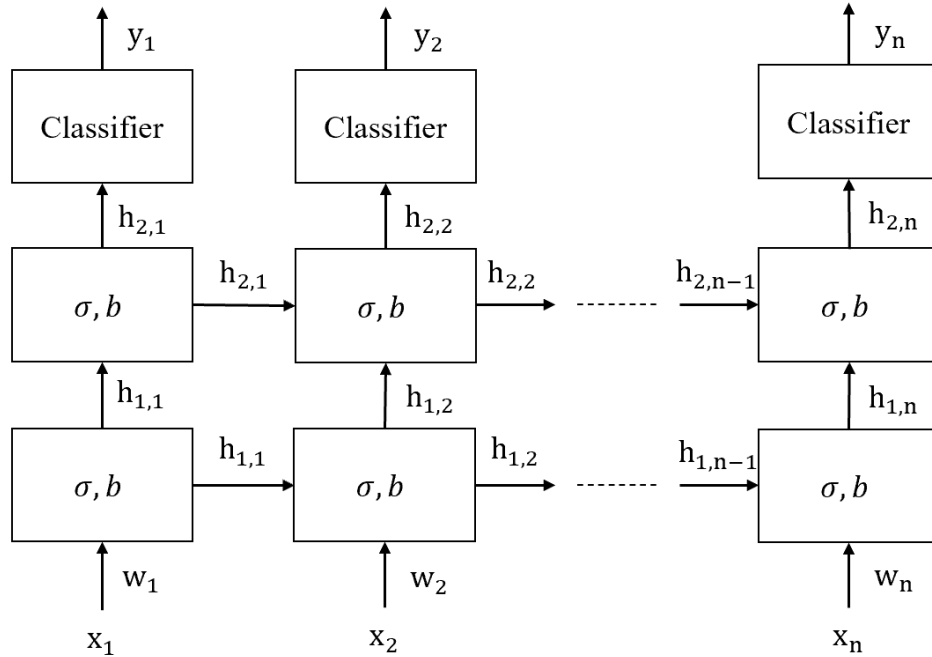 y₁ y₂ yₙ
Classifier Classifier Classifier
h₂,₁ h₂,₂ h₂,ₙ
h₂,₁ h₂,₂ h₂,ₙ₋₁
σ, b σ, b σ, b
h₁,₁ h₁,₂ h₁,ₙ
h₁,₁ h₁,₂ h₁,ₙ₋₁
σ, b σ, b σ, b
w₁ w₂ wₙ
x₁ x₂ xₙ